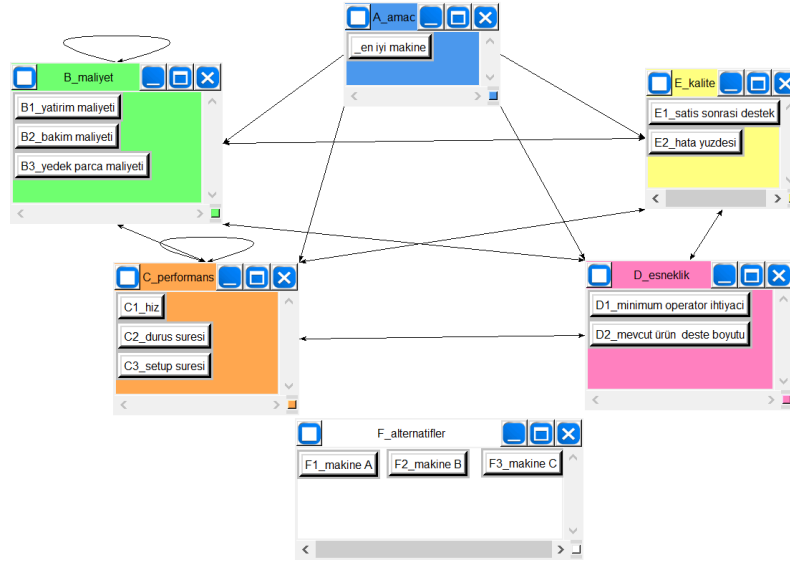 A_amac
_en iyi makine
B_maliyet
B1_yatirim maliyeti
B2_bakim maliyeti
B3_yedek parca maliyeti
E_kalite
E1_satis sonrasi destek
E2_hata yuzdesi
C_performans
C1_hiz
C2_durus suresi
C3_setup suresi
D_esneklik
D1_minimum operator ihtiyaci
D2_mevcut ürün deste boyutu
F_alternatifler
F1_makine A
F2_makine B
F3_makine C